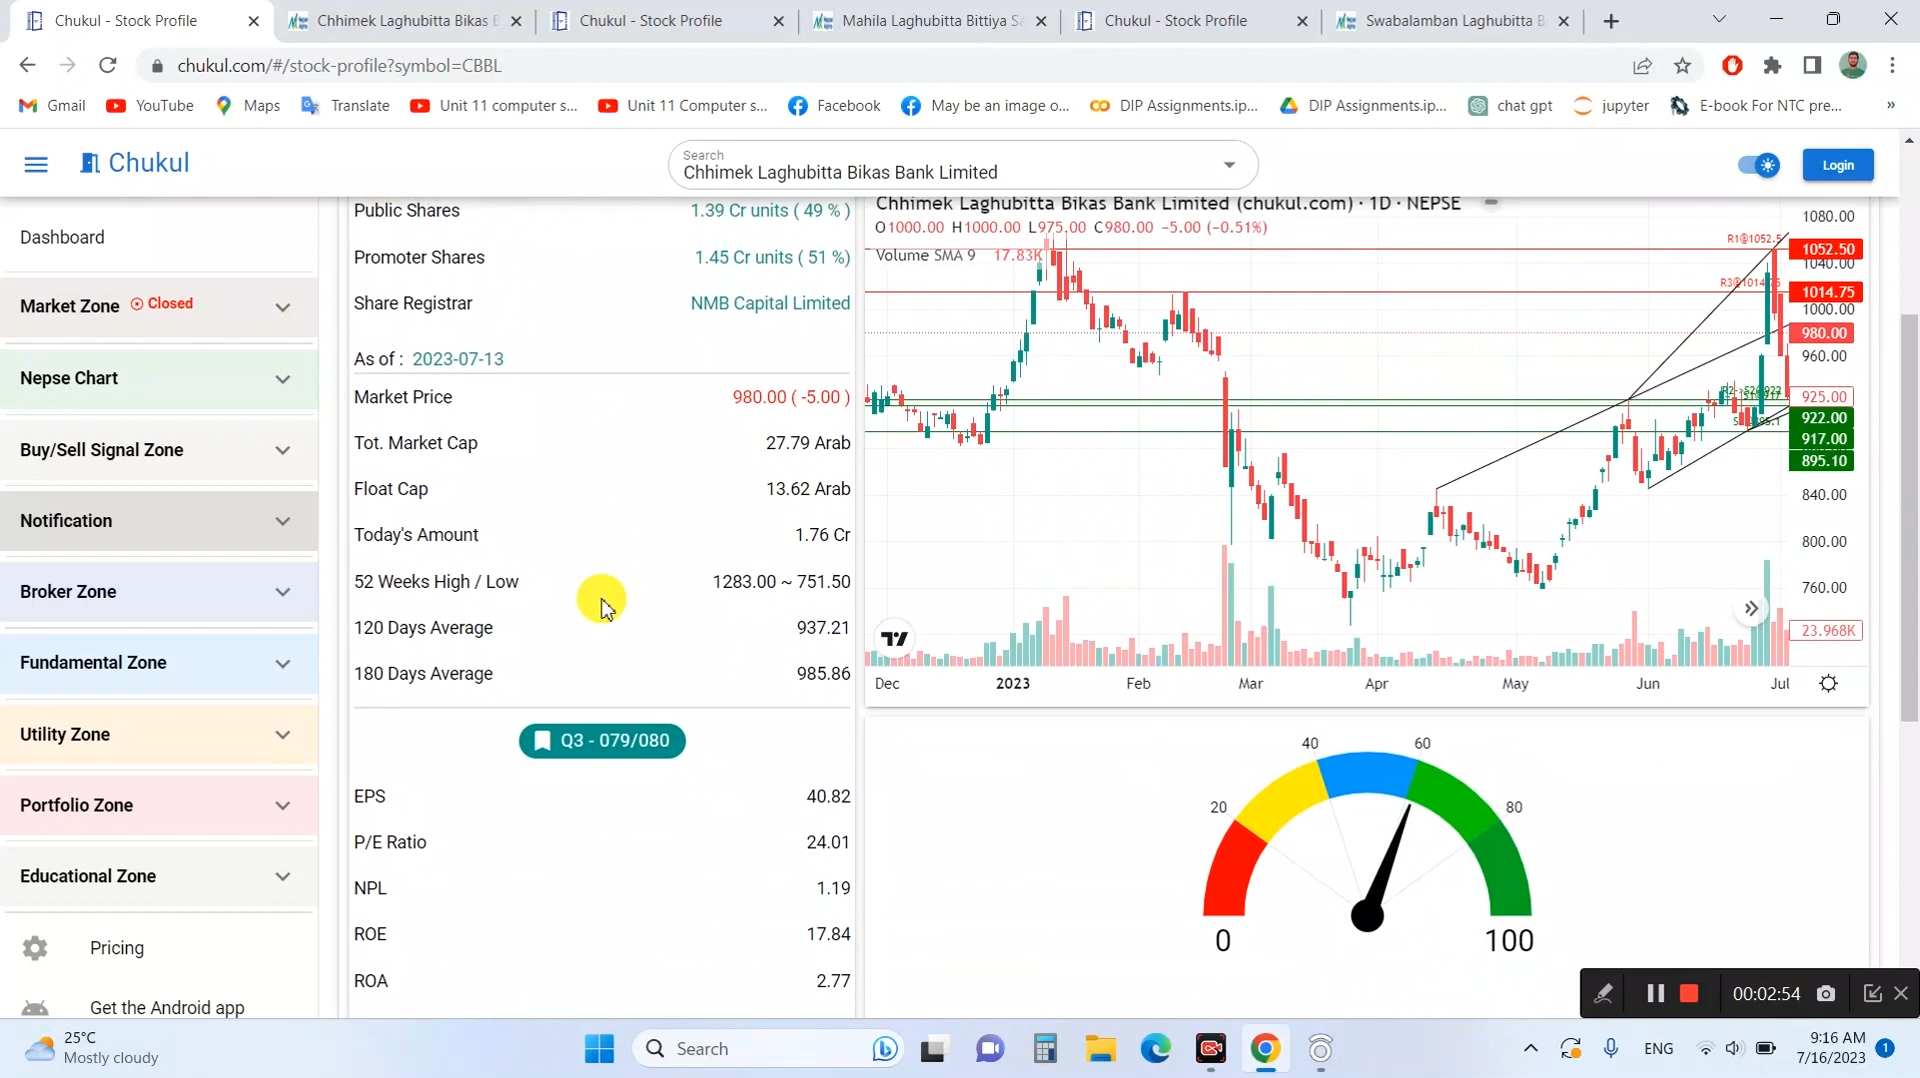 Chukul - Stock Profile
Chhimek Laghubitta Bikas B
Chukul - Stock Profile
Mahila Laghubitta Bittiya Sa
Chukul - Stock Profile
Swabalamban Laghubitta B
chukul.com/#/stock-profile?symbol=CBBL
Gmail
YouTube
Maps
Translate
Unit 11 computer s...
Unit 11 Computer s...
Facebook
May be an image o...
DIP Assignments.ip...
DIP Assignments.ip...
chat gpt
jupyter
E-book For NTC pre...
»
Chukul
Search
Chhimek Laghubitta Bikas Bank Limited
Login
Dashboard
Market Zone Closed
Nepse Chart
Buy/Sell Signal Zone
Notification
Broker Zone
Fundamental Zone
Utility Zone
Portfolio Zone
Educational Zone
Pricing
Get the Android app
Public Shares 1.39 Cr units ( 49 % )
Promoter Shares 1.45 Cr units ( 51 %)
Share Registrar NMB Capital Limited
As of : 2023-07-13
Market Price 980.00 ( -5.00 )
Tot. Market Cap 27.79 Arab
Float Cap 13.62 Arab
Today's Amount 1.76 Cr
52 Weeks High / Low 1283.00 ~ 751.50
120 Days Average 937.21
180 Days Average 985.86
Q3 - 079/080
EPS 40.82
P/E Ratio 24.01
NPL 1.19
ROE 17.84
ROA 2.77
Chhimek Laghubitta Bikas Bank Limited (chukul.com) · 1D · NEPSE
O1000.00 H1000.00 L975.00 C980.00 -5.00 (-0.51%)
Volume SMA 9 17.83K
1080.00
R1@1052.5
1052.50
1040.00
1014.75
1000.00
980.00
960.00
925.00
922.00
917.00
895.10
840.00
800.00
760.00
23.968K
Dec 2023 Feb Mar Apr May Jun Jul
0 20 40 60 80 100
00:02:54
25°C
Mostly cloudy
Search
ENG
9:16 AM
7/16/2023
1